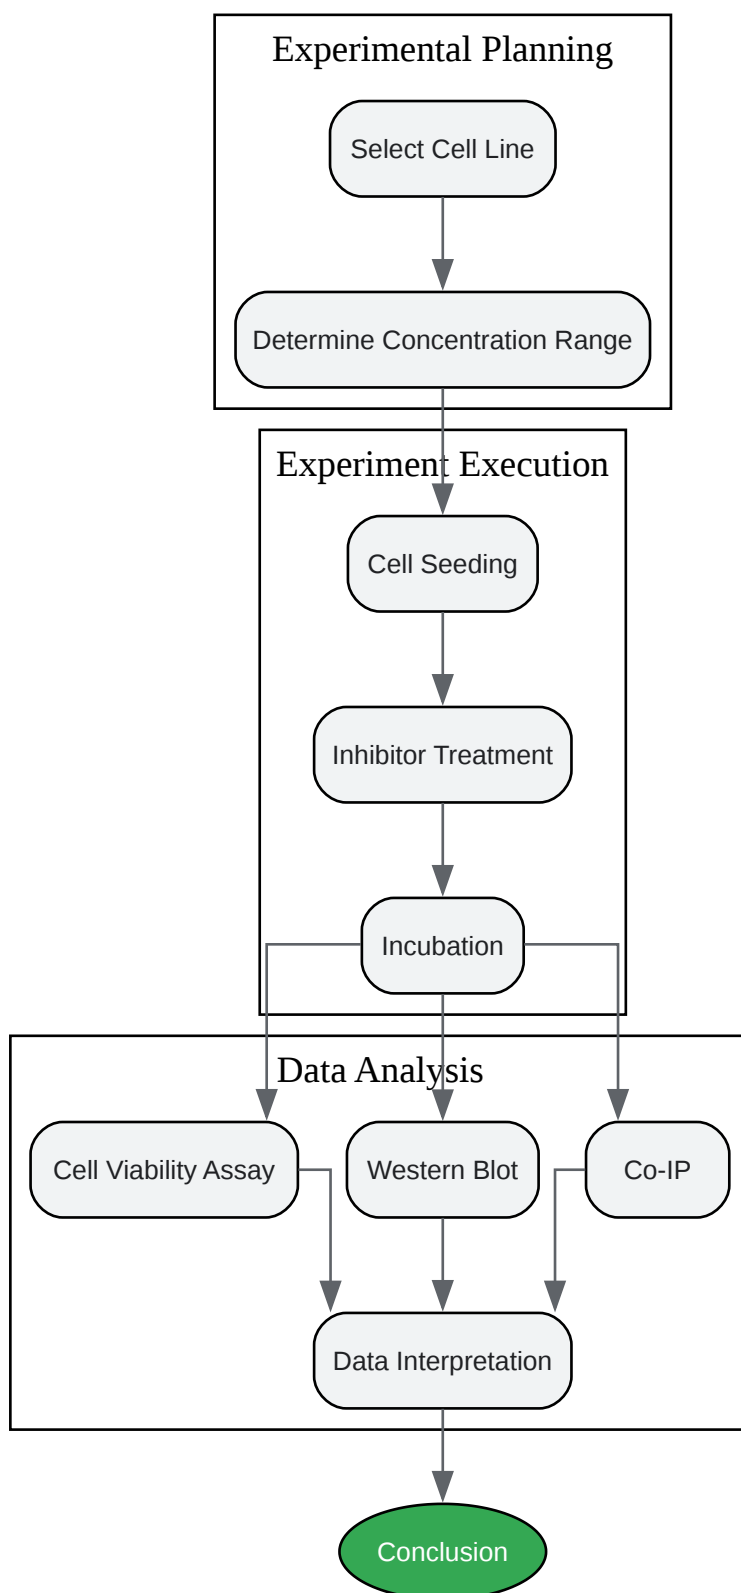 Experimental Planning
Select Cell Line
Determine Concentration Range
Experiment Execution
Cell Seeding
Inhibitor Treatment
Incubation
Data Analysis
Cell Viability Assay
Western Blot
Co-IP
Data Interpretation
Conclusion